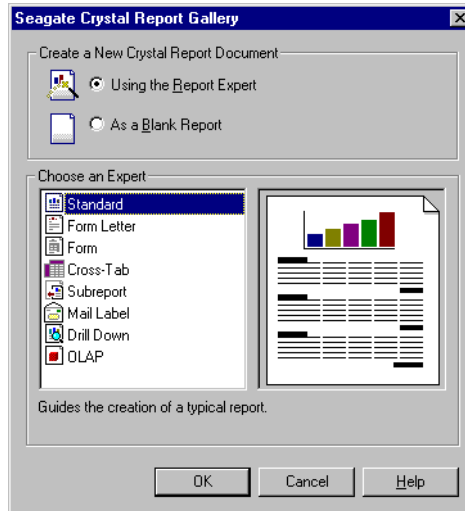 Seagate Crystal Report Gallery
Create a New Crystal Report Document
Using the Report Expert
As a Blank Report
Choose an Expert
Standard
Form Letter
Form
Cross-Tab
Subreport
Mail Label
Drill Down
OLAP
Guides the creation of a typical report.
OK Cancel Help